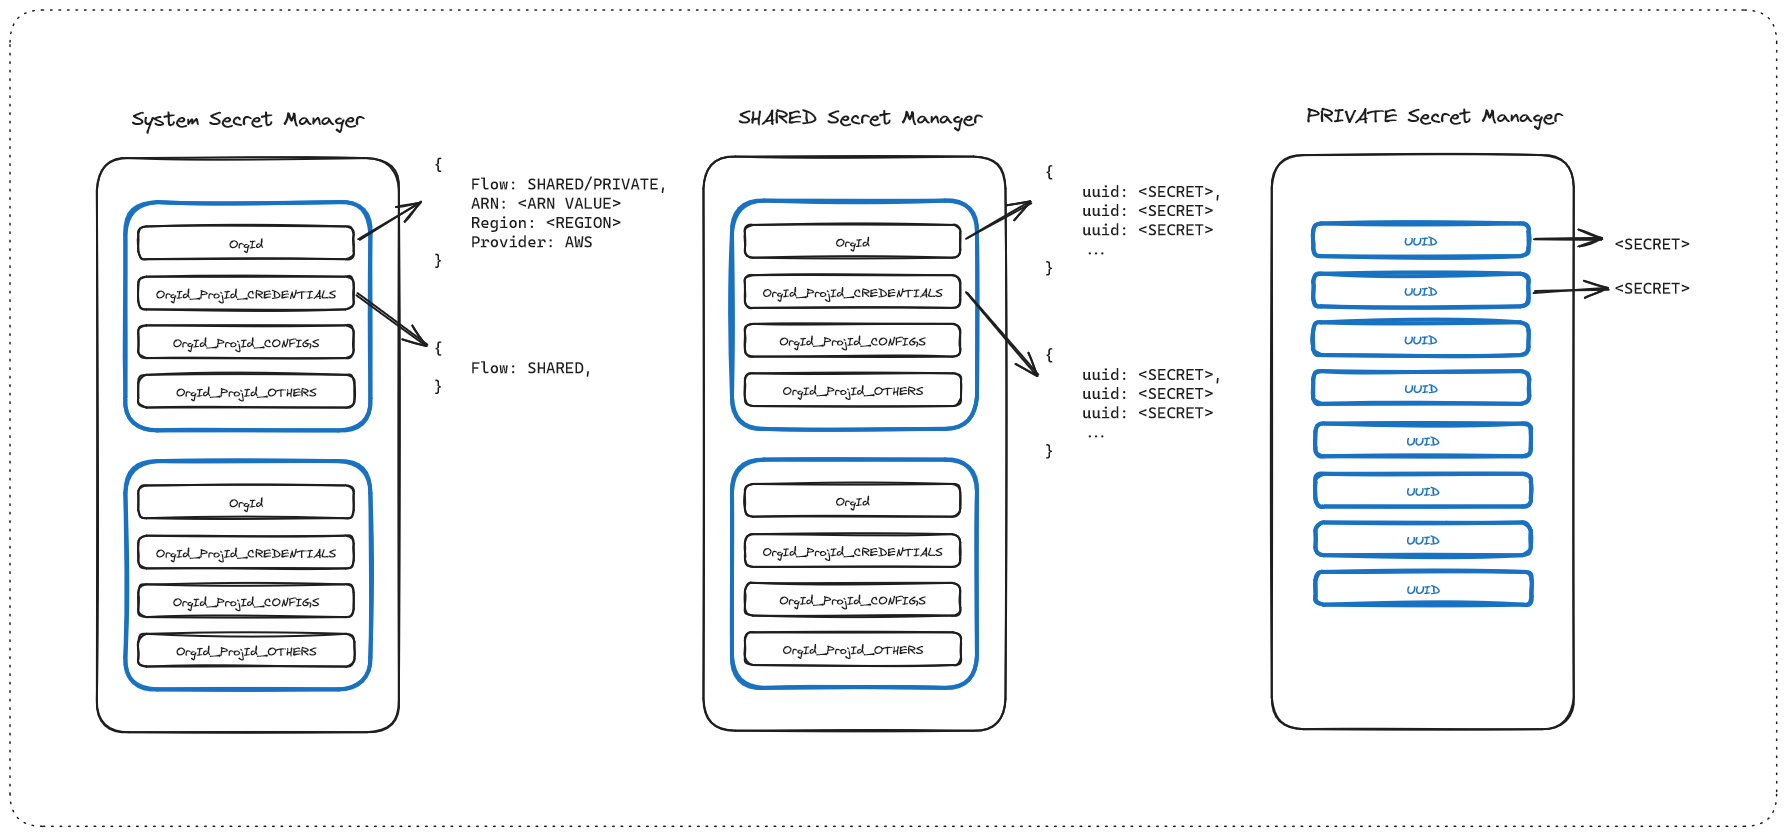 System Secret Manager
OrgId
OrgId_ProjId_CREDENTIALS
OrgId_ProjId_CONFIGS
OrgId_ProjId_OTHERS
OrgId
OrgId_ProjId_CREDENTIALS
OrgId_ProjId_CONFIGS
OrgId_ProjId_OTHERS
{
Flow: SHARED/PRIVATE,
ARN: <ARN VALUE>
Region: <REGION>
Provider: AWS
}
{
Flow: SHARED,
}
SHARED Secret Manager
OrgId
OrgId_ProjId_CREDENTIALS
OrgId_ProjId_CONFIGS
OrgId_ProjId_OTHERS
OrgId
OrgId_ProjId_CREDENTIALS
OrgId_ProjId_CONFIGS
OrgId_ProjId_OTHERS
{
uuid: <SECRET>,
uuid: <SECRET>
uuid: <SECRET>
...
}
{
uuid: <SECRET>,
uuid: <SECRET>
uuid: <SECRET>
...
}
PRIVATE Secret Manager
UUID
UUID
UUID
UUID
UUID
UUID
UUID
UUID
<SECRET>
<SECRET>